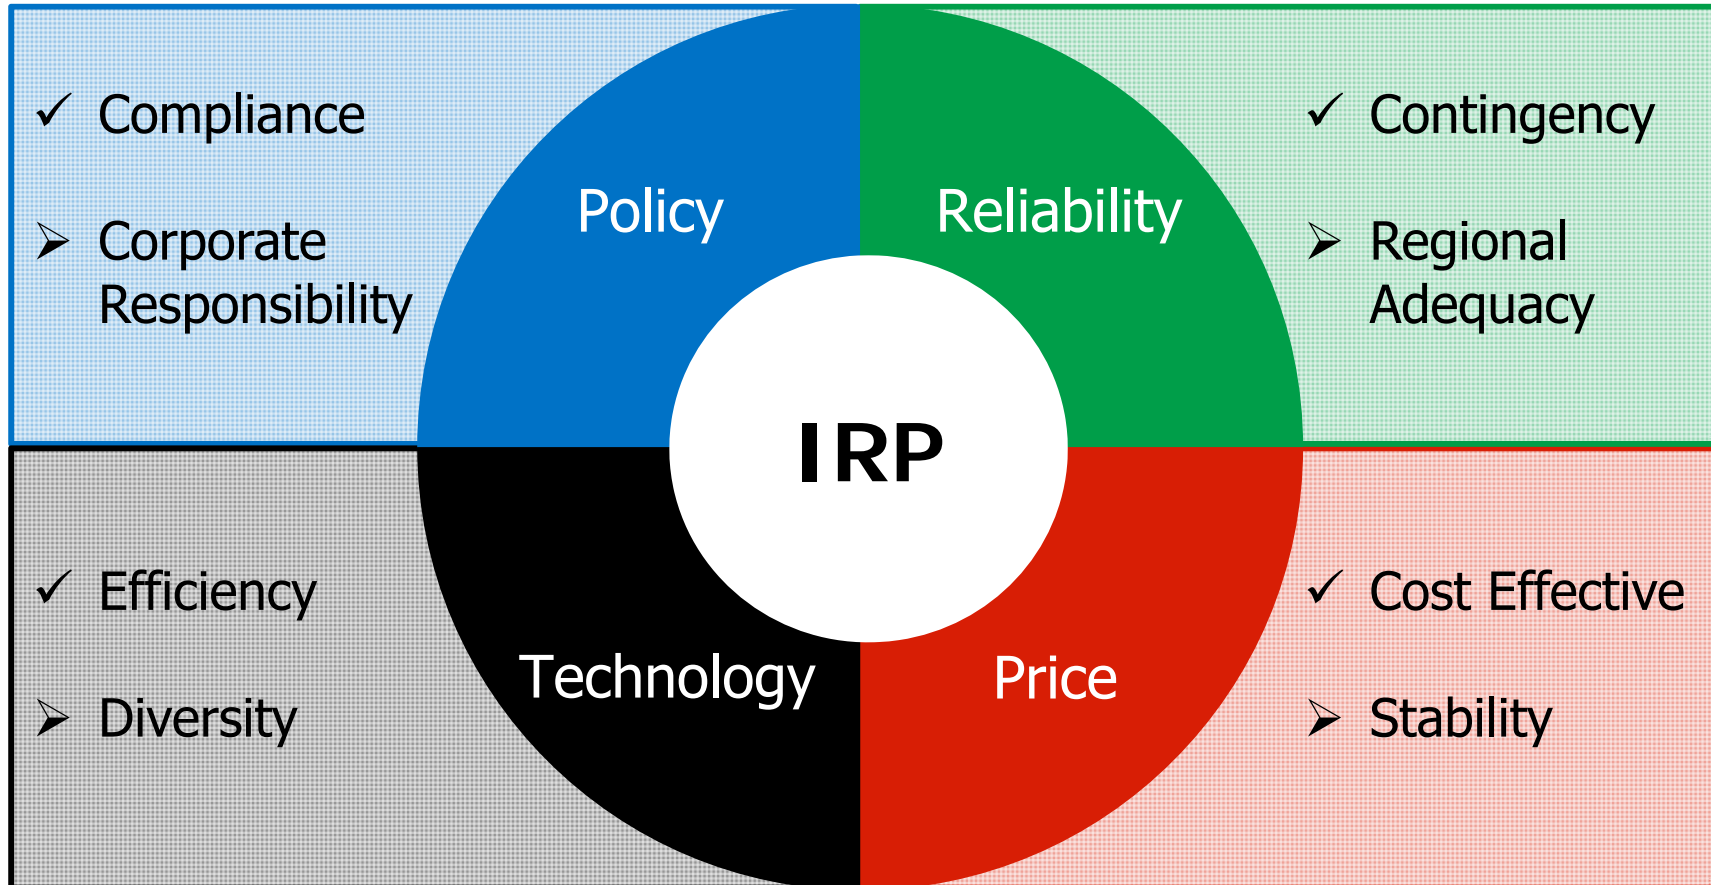 ✓ Compliance
➢ Corporate
Responsibility
Policy
Reliability
✓ Contingency
➢ Regional
Adequacy
IRP
✓ Efficiency
➢ Diversity
Technology
Price
✓ Cost Effective
➢ Stability